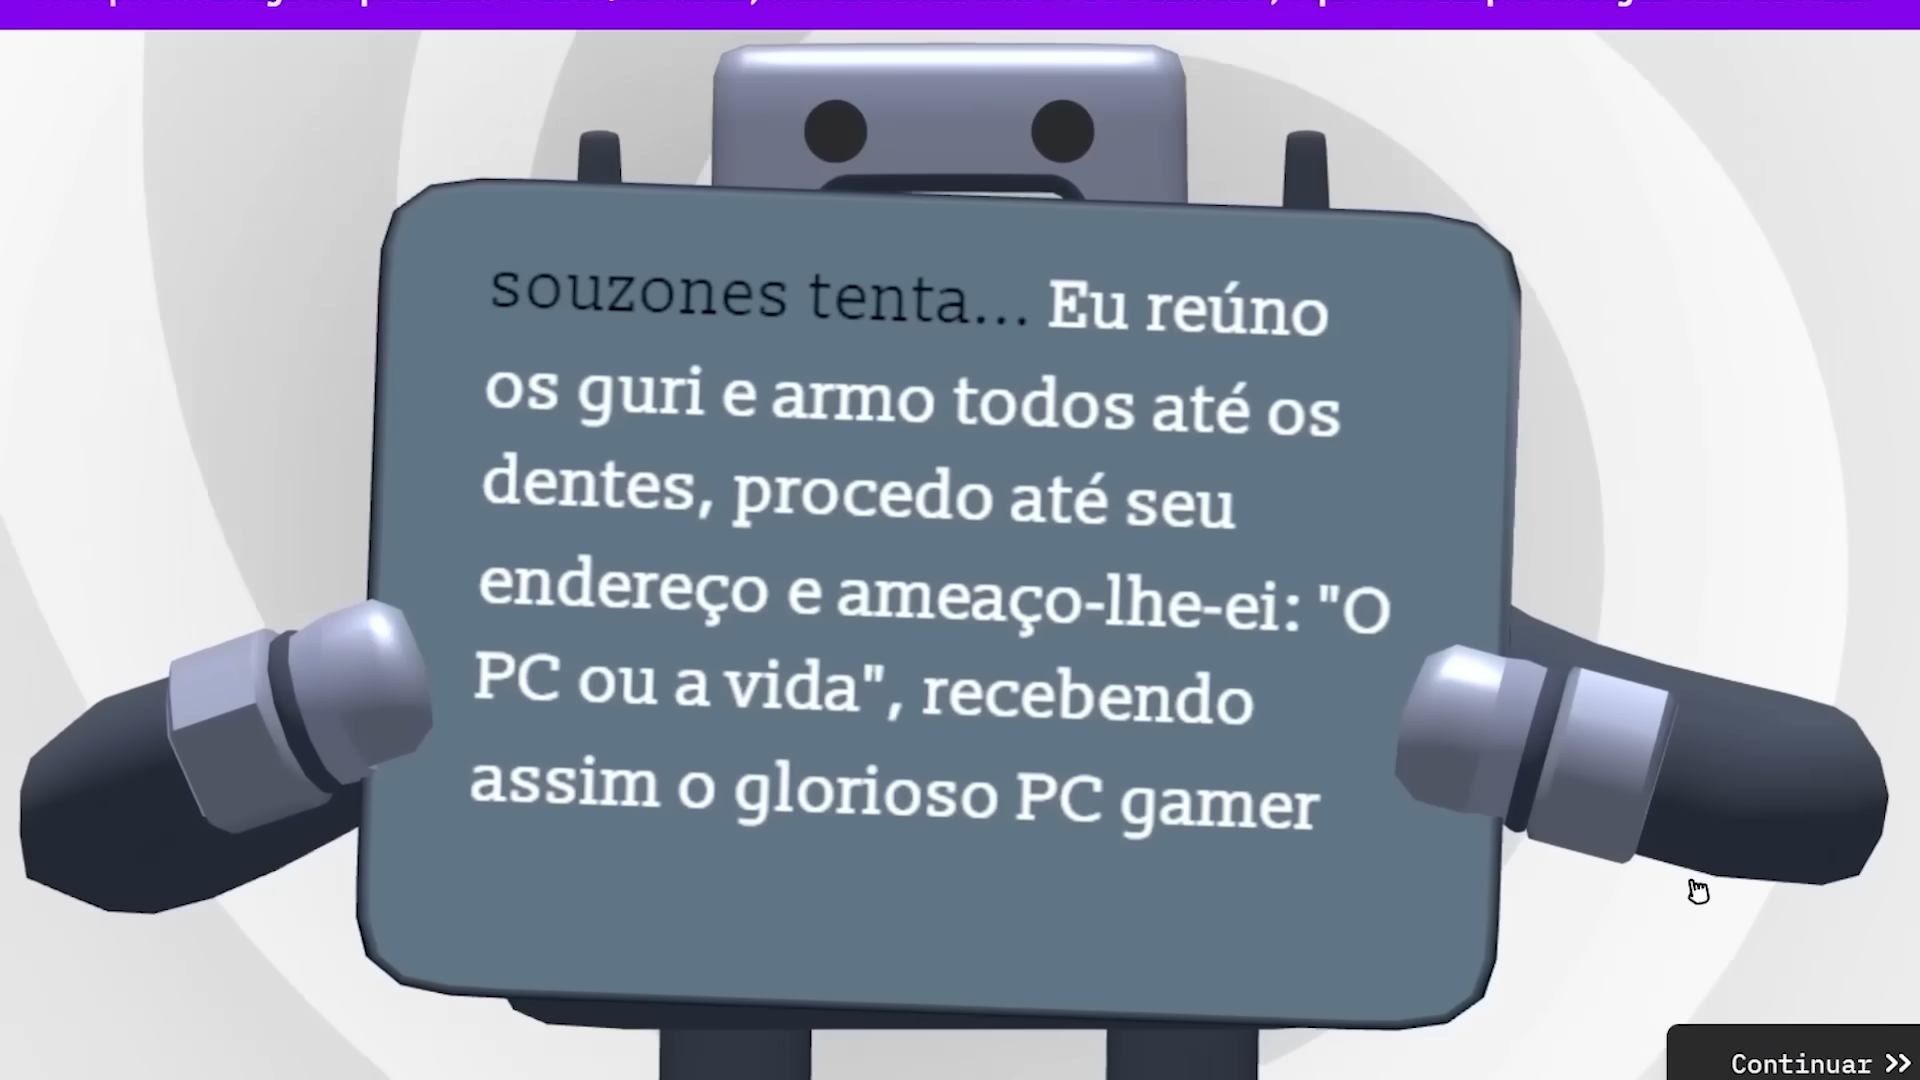 souzones tenta... Eu reúno
os guri e armo todos até os
dentes, procedo até seu
endereço e ameaço-lhe-ei: "O
PC ou a vida", recebendo
assim o glorioso PC gamer
Continuar >>